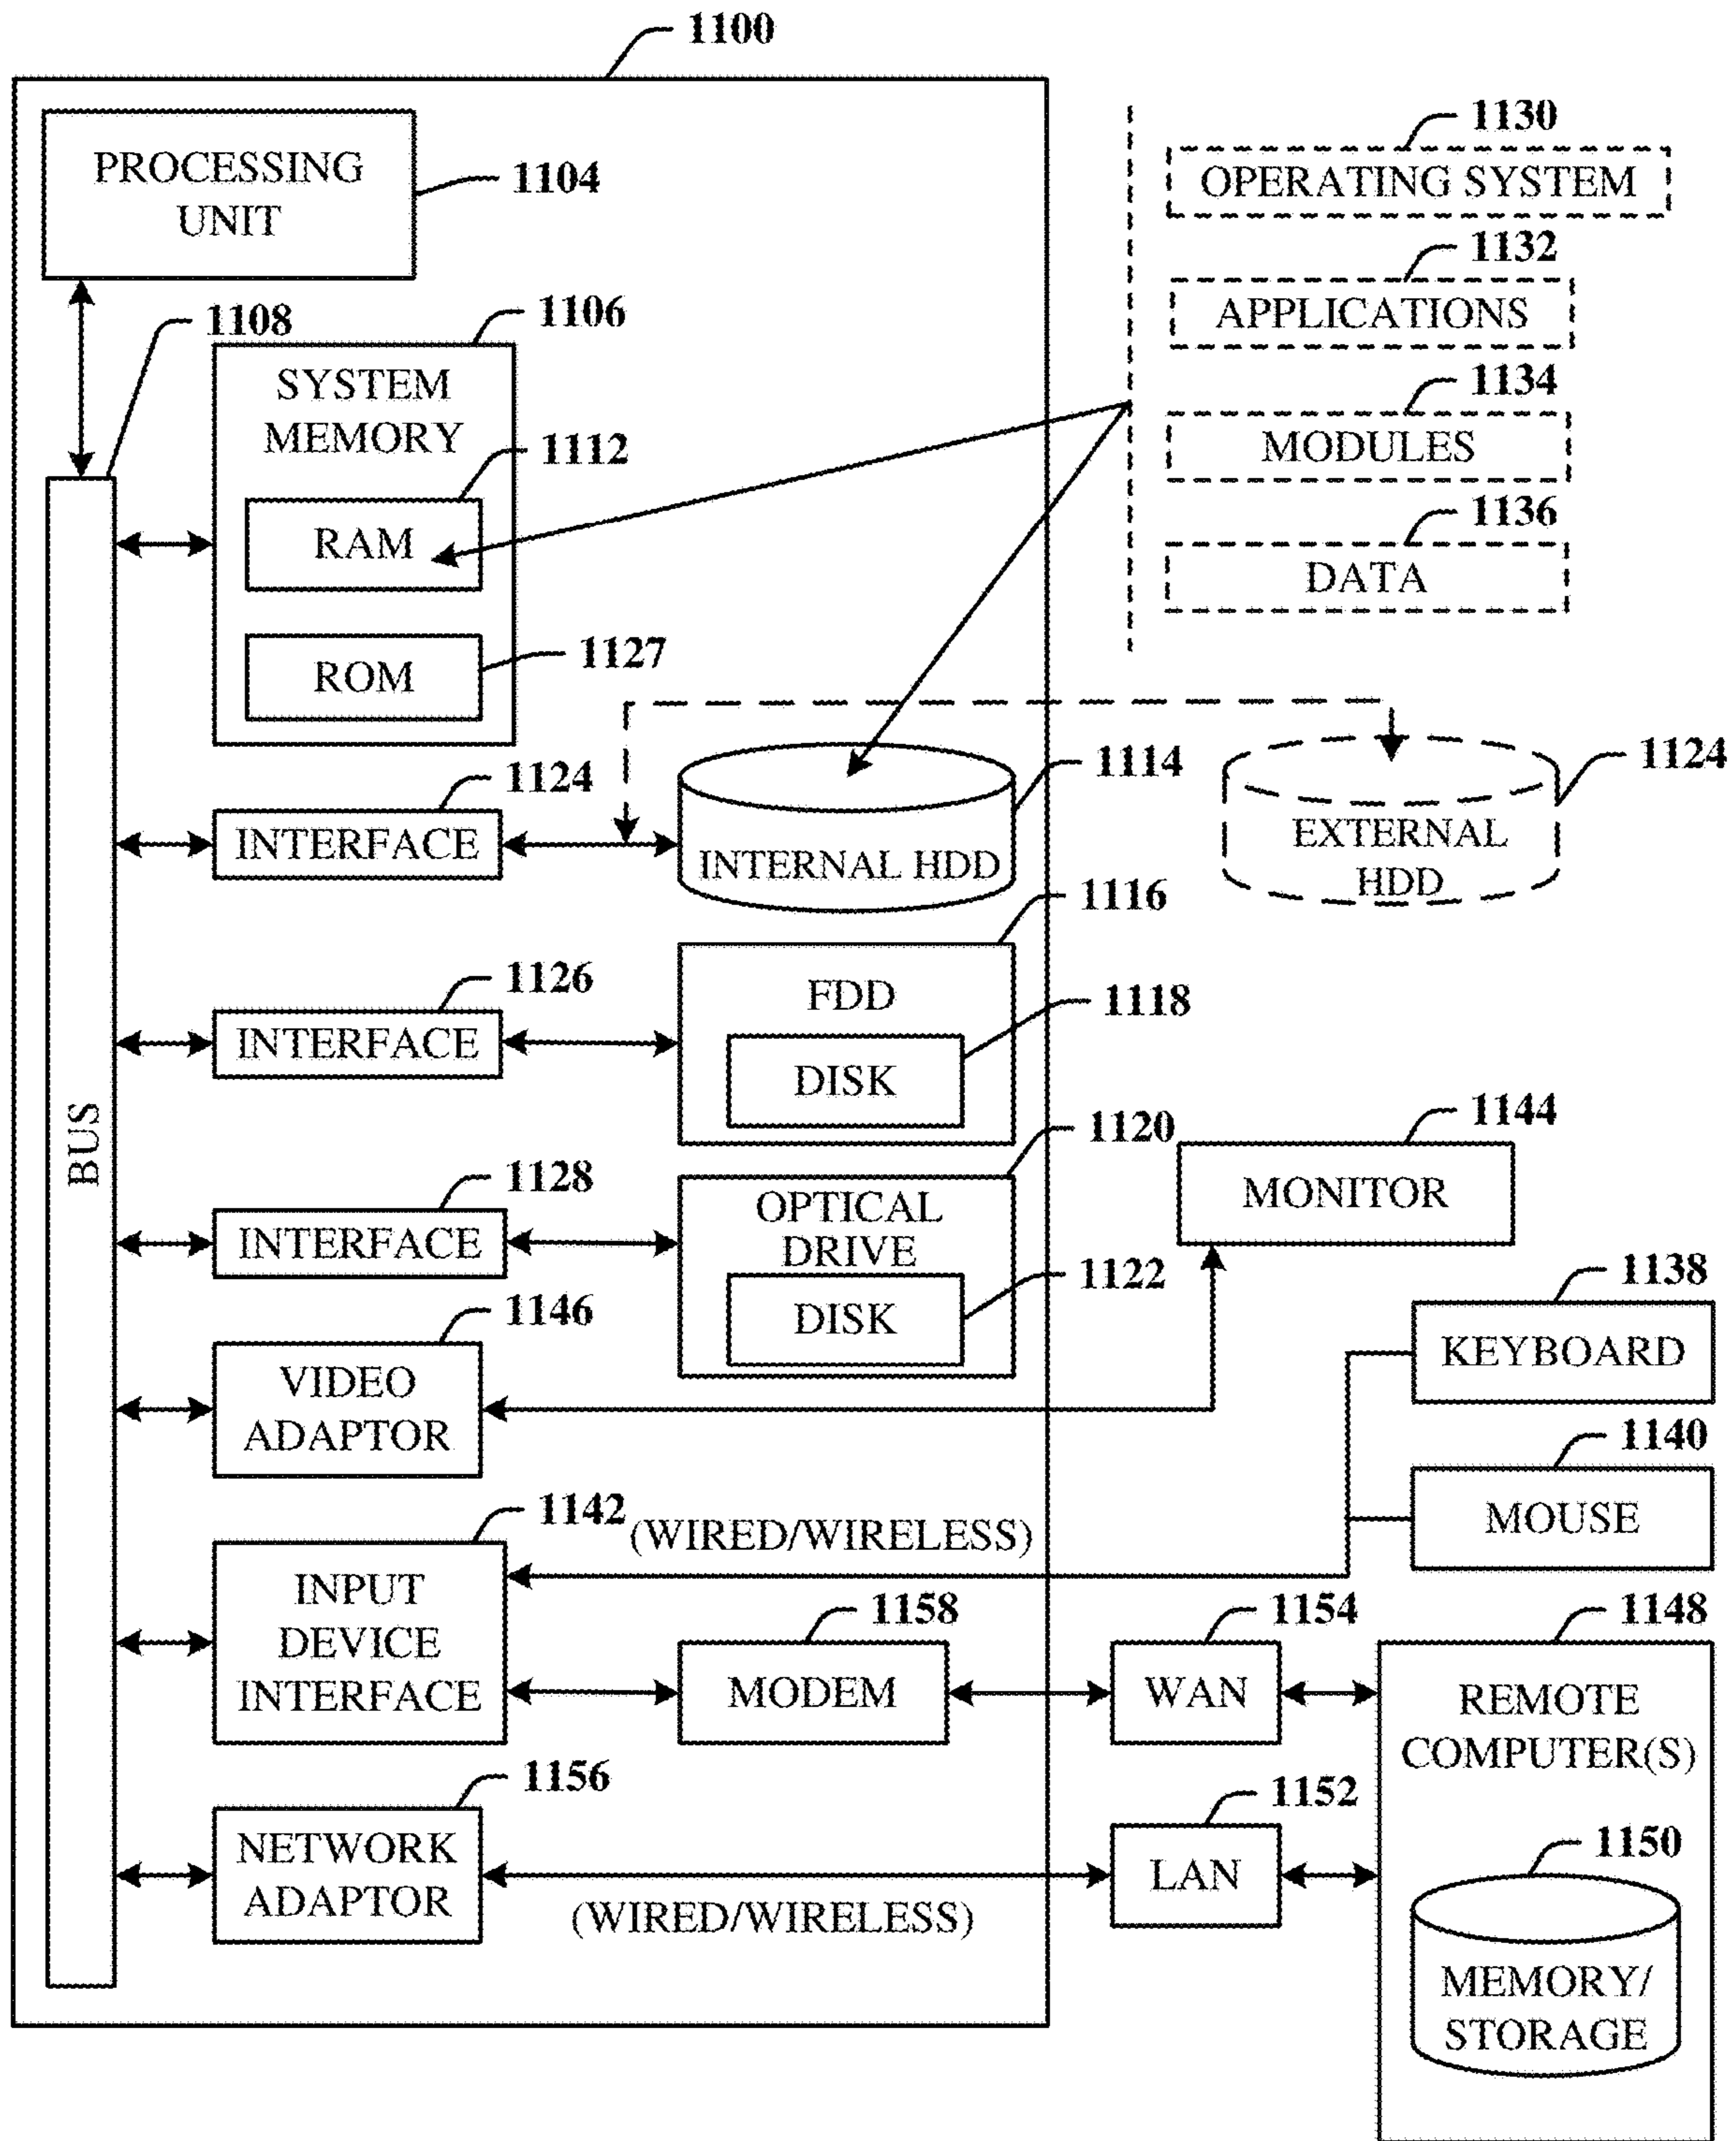 1100
PROCESSING
UNIT
1104
1130
OPERATING SYSTEM
1132
APPLICATIONS
1134
MODULES
1136
DATA
1108
1106
SYSTEM
MEMORY
1112
RAM
1127
ROM
1124
INTERFACE
1114
INTERNAL HDD
1124
EXTERNAL
HDD
1126
INTERFACE
1116
FDD
1118
DISK
BUS
1128
INTERFACE
1120
OPTICAL
DRIVE
1122
DISK
1144
MONITOR
1138
KEYBOARD
1146
VIDEO
ADAPTOR
1140
MOUSE
1142
(WIRED/WIRELESS)
INPUT
DEVICE
INTERFACE
1158
MODEM
1154
WAN
1148
REMOTE
COMPUTER(S)
1156
NETWORK
ADAPTOR
(WIRED/WIRELESS)
1152
LAN
1150
MEMORY/
STORAGE